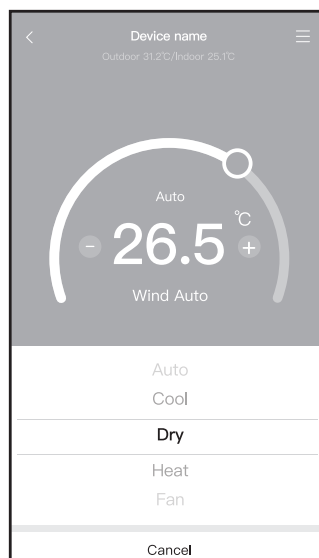 Device name
Outdoor 31.2℃/Indoor 25.1℃
Auto
26.5 ℃
− +
Wind Auto
Auto
Cool
Dry
Heat
Fan
Cancel